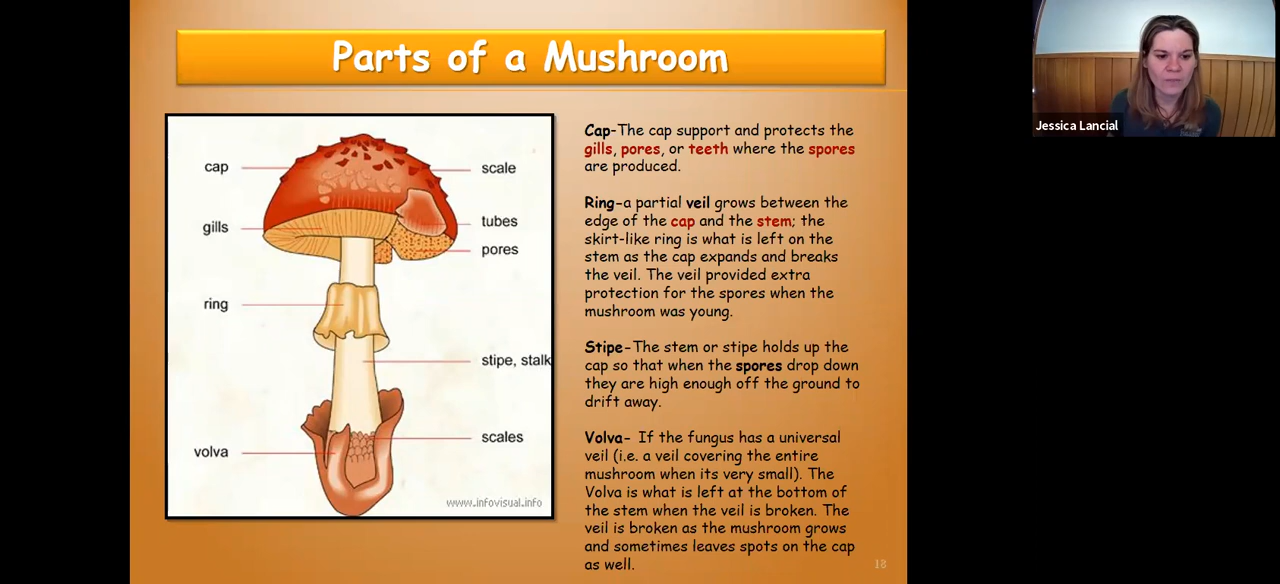 Parts of a Mushroom
cap
scale
gills
tubes
pores
ring
stipe, stalk
scales
volva
www.infovisual.info
Cap-The cap support and protects the
gills, pores, or teeth where the spores
are produced.
Ring-a partial veil grows between the
edge of the cap and the stem; the
skirt-like ring is what is left on the
stem as the cap expands and breaks
the veil. The veil provided extra
protection for the spores when the
mushroom was young.
Stipe-The stem or stipe holds up the
cap so that when the spores drop down
they are high enough off the ground to
drift away.
Volva- If the fungus has a universal
veil (i.e. a veil covering the entire
mushroom when its very small). The
Volva is what is left at the bottom of
the stem when the veil is broken. The
veil is broken as the mushroom grows
and sometimes leaves spots on the cap
as well.
18
Jessica Lancial